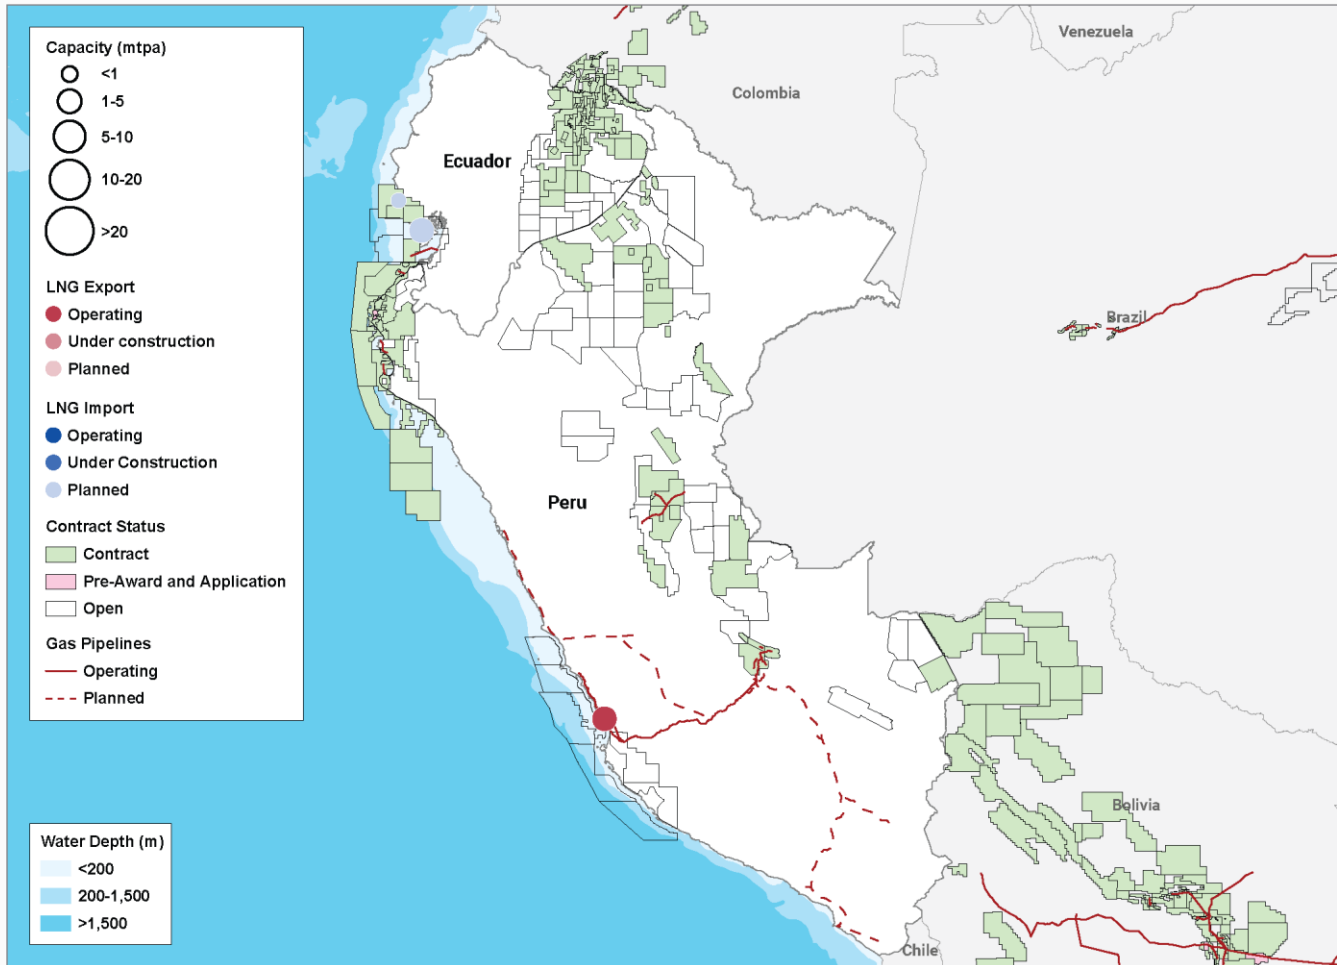 Capacity (mtpa)
<1
1-5
5-10
10-20
>20
LNG Export
Operating
Under construction
Planned
LNG Import
Operating
Under Construction
Planned
Contract Status
Contract
Pre-Award and Application
Open
Gas Pipelines
Operating
Planned
Water Depth (m)
<200
200-1,500
>1,500
Venezuela
Colombia
Ecuador
Brazil
Peru
Bolivia
Chile